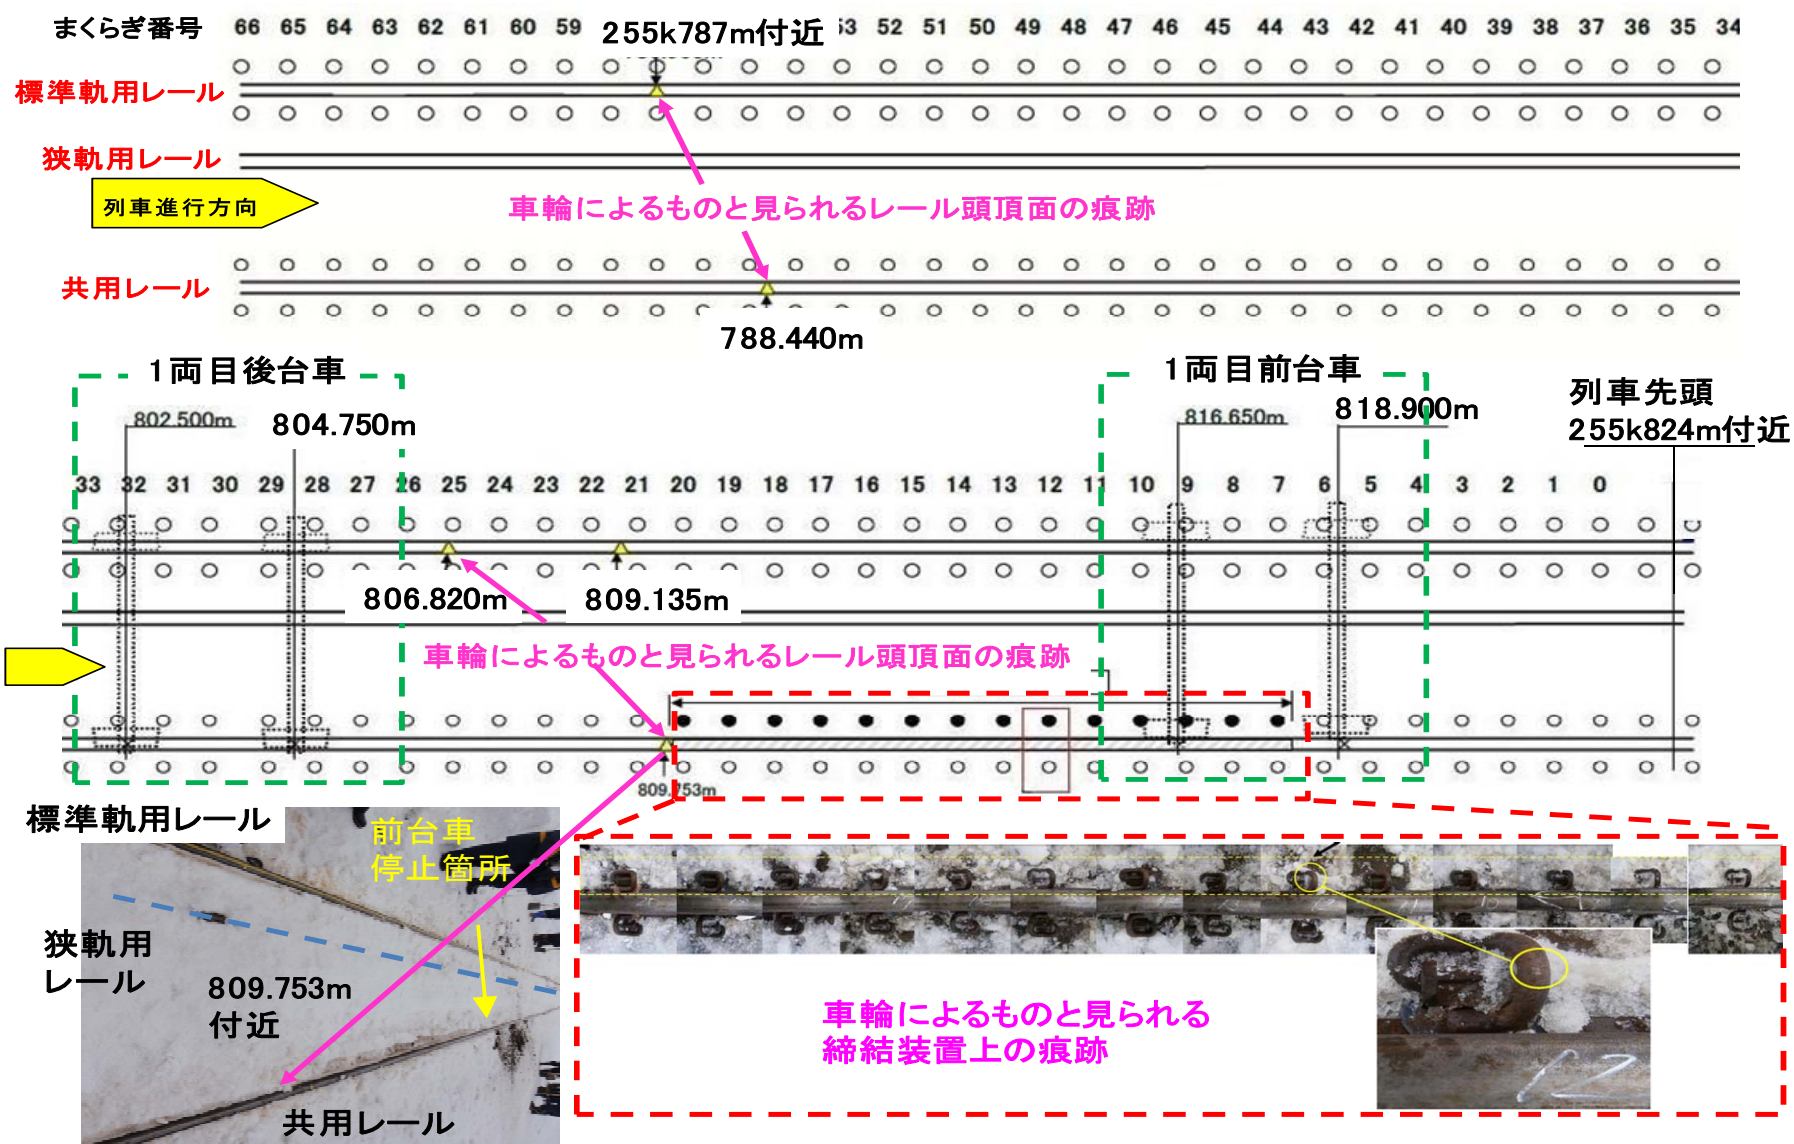 まくらぎ番号 66 65 64 63 62 61 60 59 255k787m付近 53 52 51 50 49 48 47 46 45 44 43 42 41 40 39 38 37 36 35 34
標準軌用レール
狭軌用レール
列車進行方向
車輪によるものと見られるレール頭頂面の痕跡
共用レール
788.440m
1両目後台車
1両目前台車
列車先頭
255k824m付近
802.500m
804.750m
816.650m
818.900m
33 32 31 30 29 28 27 26 25 24 23 22 21 20 19 18 17 16 15 14 13 12 11 10 9 8 7 6 5 4 3 2 1 0
806.820m
809.135m
車輪によるものと見られるレール頭頂面の痕跡
809.753m
標準軌用レール
前台車
停止箇所
狭軌用
レール
809.753m
付近
共用レール
車輪によるものと見られる
締結装置上の痕跡
12